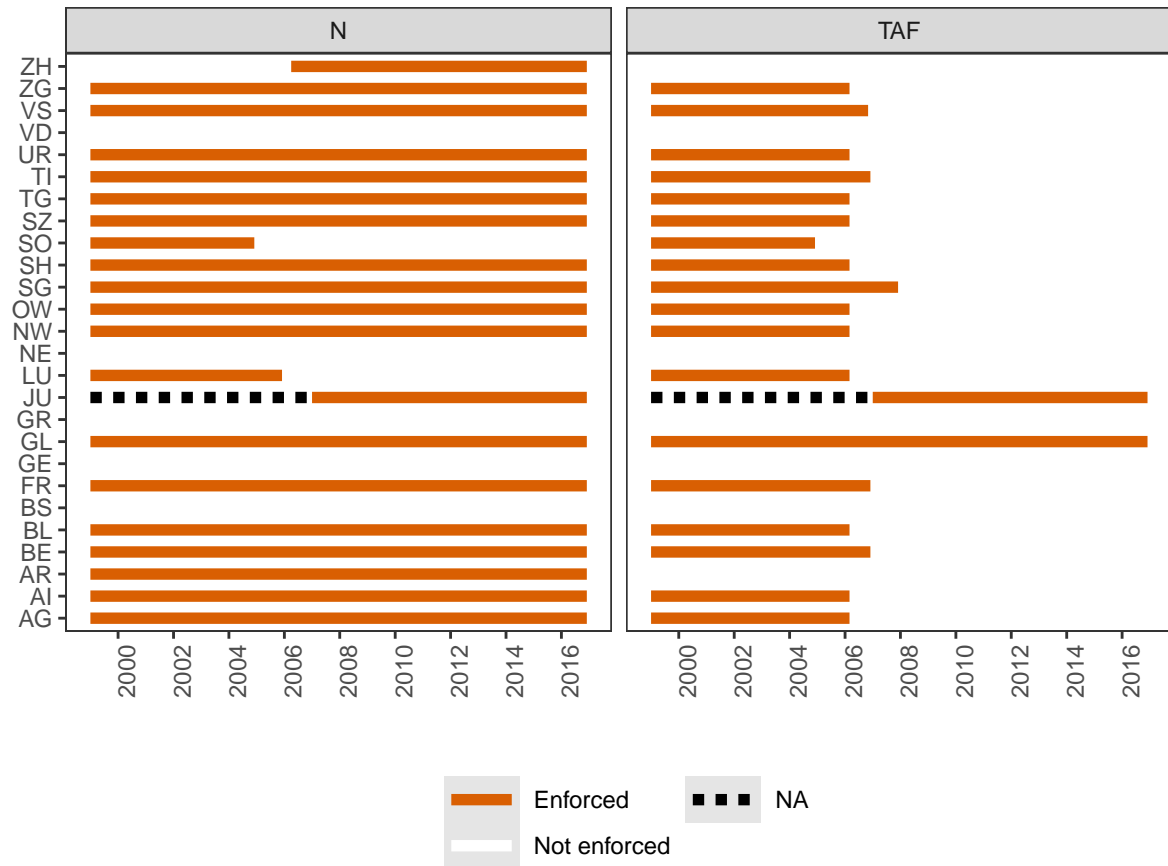 N TAF
ZH
ZG
VS
VD
UR
TI
TG
SZ
SO
SH
SG
OW
NW
NE
LU
JU
GR
GL
GE
FR
BS
BL
BE
AR
AI
AG
2000 2002 2004 2006 2008 2010 2012 2014 2016 2000 2002 2004 2006 2008 2010 2012 2014 2016
Enforced NA
Not enforced